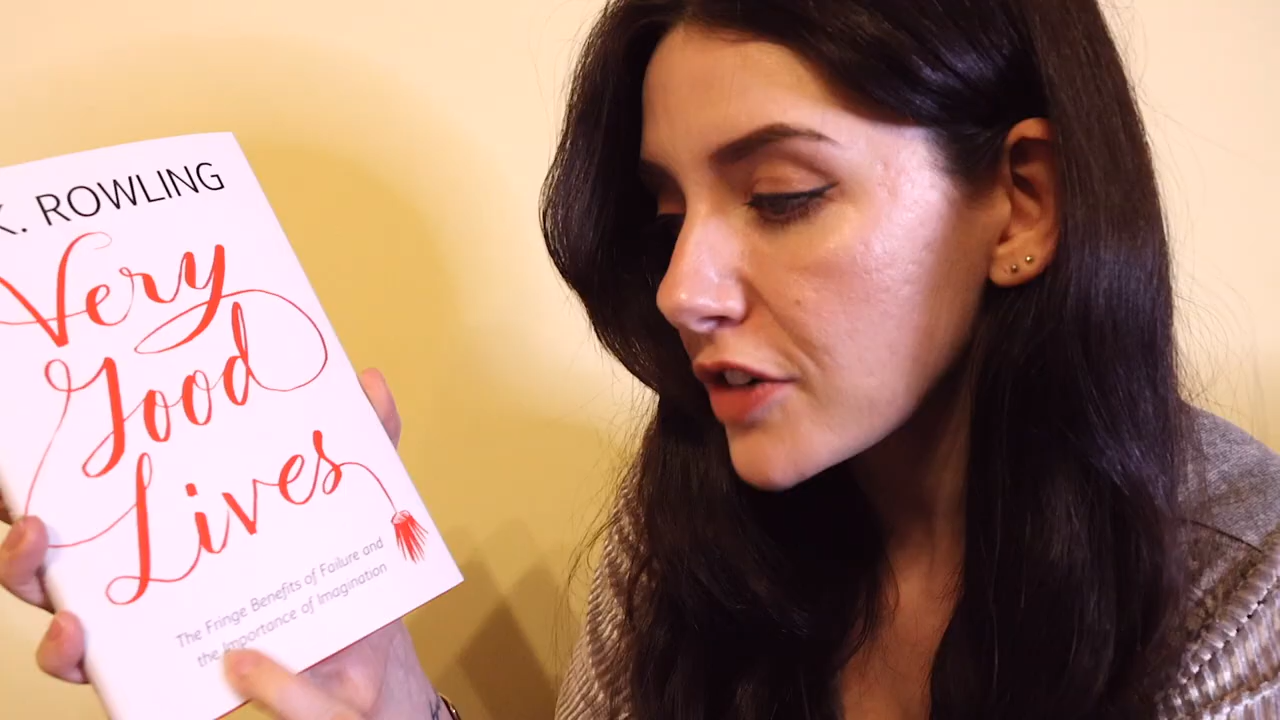 K. ROWLING
Very
Good
Lives
The Fringe Benefits of Failure and
the Importance of Imagination